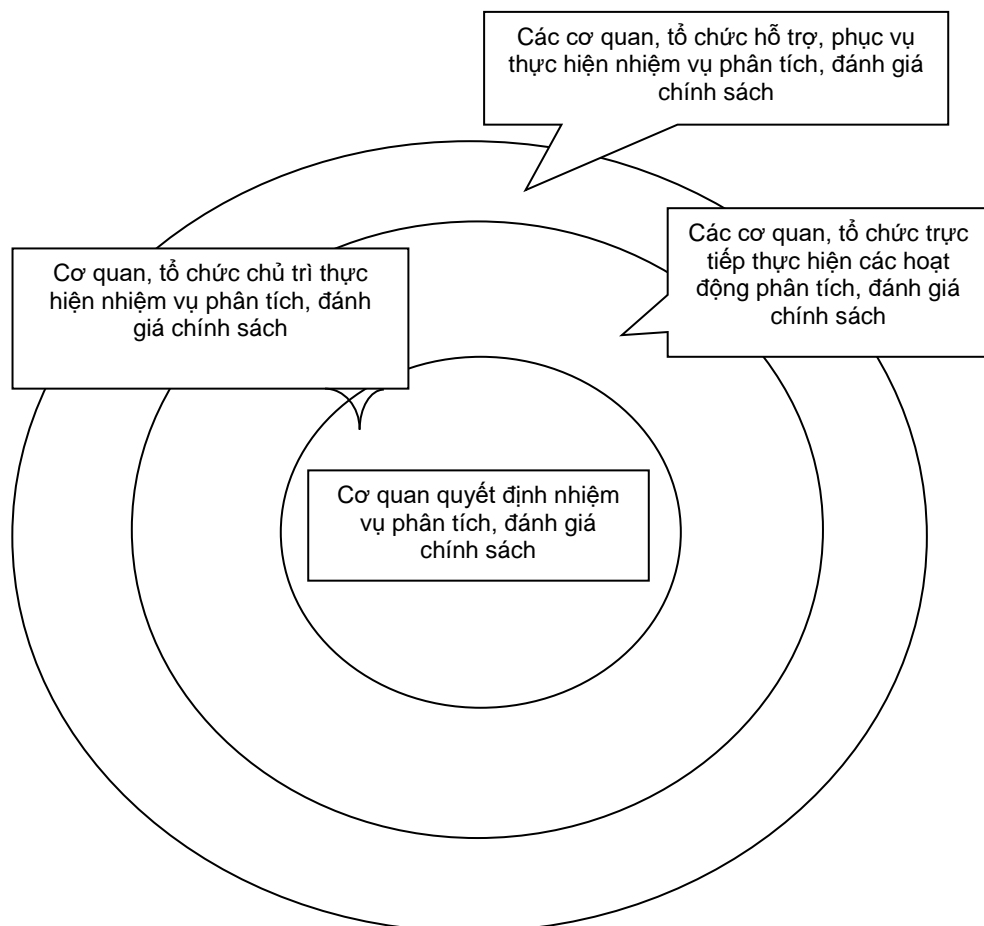 Các cơ quan, tổ chức hỗ trợ, phục vụ
thực hiện nhiệm vụ phân tích, đánh giá
chính sách
Các cơ quan, tổ chức trực
tiếp thực hiện các hoạt
động phân tích, đánh giá
chính sách
Cơ quan, tổ chức chủ trì thực
hiện nhiệm vụ phân tích, đánh
giá chính sách
Cơ quan quyết định nhiệm
vụ phân tích, đánh giá
chính sách